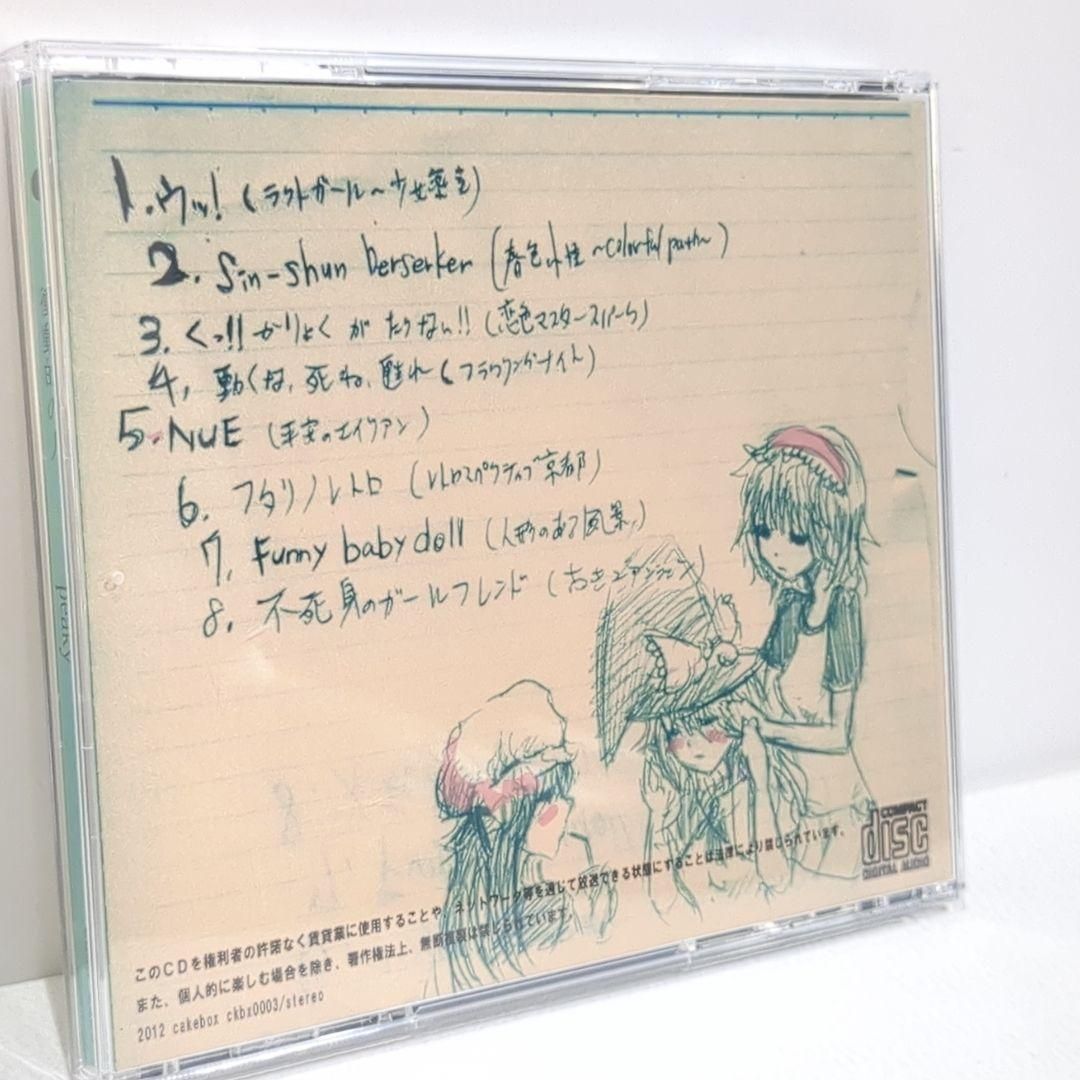 1. ウッ! (ラクトガール~少女密室)
2. Sin-shun berserker (春色小径 ~colorful path~)
3. くっ!! かりょく が たりない!! (恋色マスタースパーク)
4, 動くな、死ね、甦れ (フラワリングナイト)
5. NUE (平安のエイリアン)
6. フタリノレトロ (レトロスペクティブ京都)
7, Funny baby doll (人形のある風景)
8. 不死身のガールフレンド
peaky
COMPACT
disc
DIGITAL AUDIO
このCDを権利者の許諾なく賃貸業に使用することや、ネットワーク等を通じて放送できる状態にすることは法律により禁じられています。
また、個人的に楽しむ場合を除き、著作権法上、無断複製は禁じられています。
2012 cakebox ckbx0003/stereo